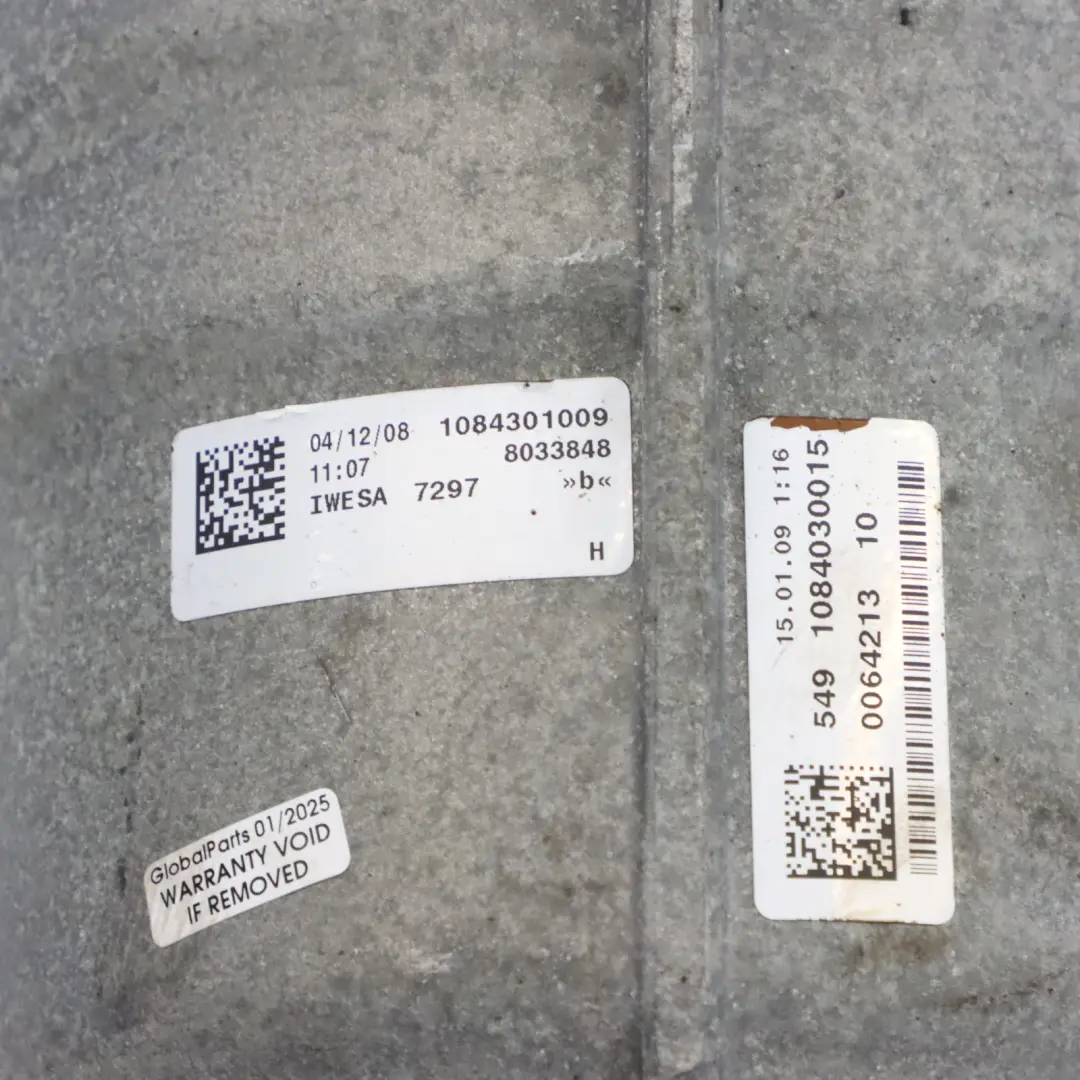 04/12/08 1084301009
11:07 8033848
IWESA 7297 »b«
H
15.01.09 1:16
549 1084030015
0064213 10
GlobalParts 01/2025
WARRANTY VOID
IF REMOVED